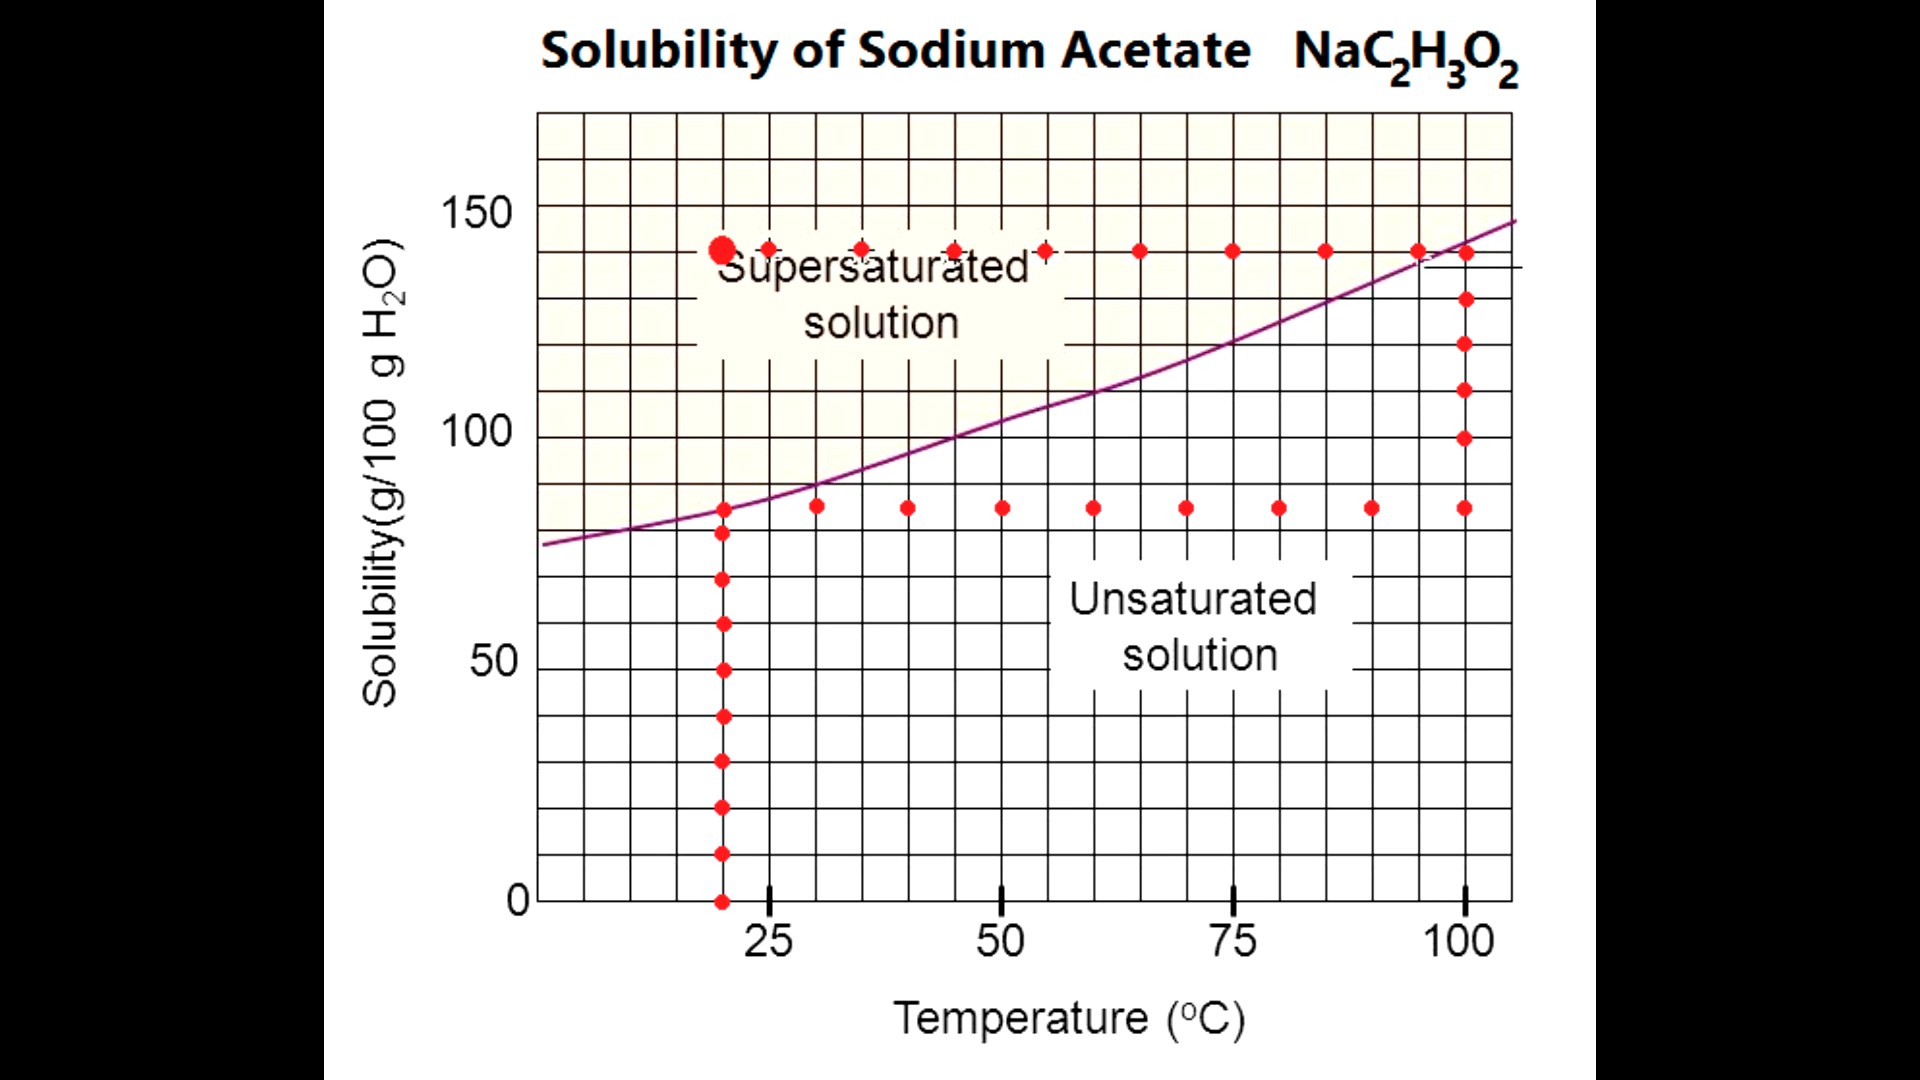 Solubility of Sodium Acetate NaC₂H₃O₂
150
100
50
0
Solubility(g/100 g H₂O)
Supersaturated
solution
Unsaturated
solution
25 50 75 100
Temperature (°C)